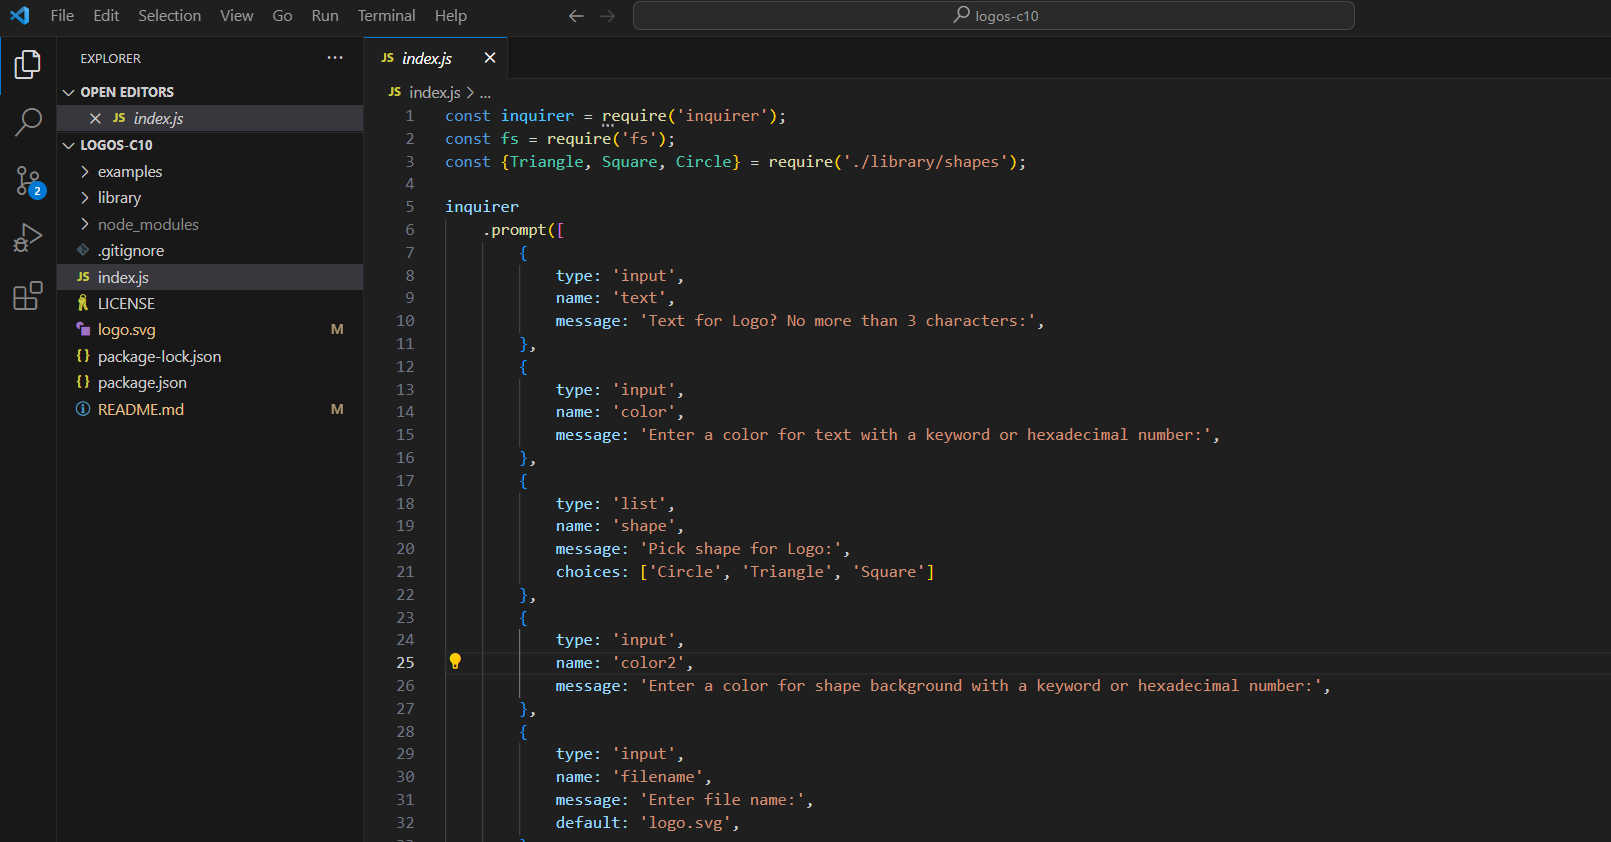 File Edit Selection View Go Run Terminal Help
logos-c10
EXPLORER
OPEN EDITORS
JS index.js
LOGOS-C10
examples
library
node_modules
.gitignore
JS index.js
LICENSE
logo.svg M
{} package-lock.json
{} package.json
README.md M
2
JS index.js
JS index.js > ...
1 const inquirer = require('inquirer');
2 const fs = require('fs');
3 const {Triangle, Square, Circle} = require('./library/shapes');
4
5 inquirer
6 .prompt([
7 {
8 type: 'input',
9 name: 'text',
10 message: 'Text for Logo? No more than 3 characters:',
11 },
12 {
13 type: 'input',
14 name: 'color',
15 message: 'Enter a color for text with a keyword or hexadecimal number:',
16 },
17 {
18 type: 'list',
19 name: 'shape',
20 message: 'Pick shape for Logo:',
21 choices: ['Circle', 'Triangle', 'Square']
22 },
23 {
24 type: 'input',
25 name: 'color2',
26 message: 'Enter a color for shape background with a keyword or hexadecimal number:',
27 },
28 {
29 type: 'input',
30 name: 'filename',
31 message: 'Enter file name:',
32 default: 'logo.svg',